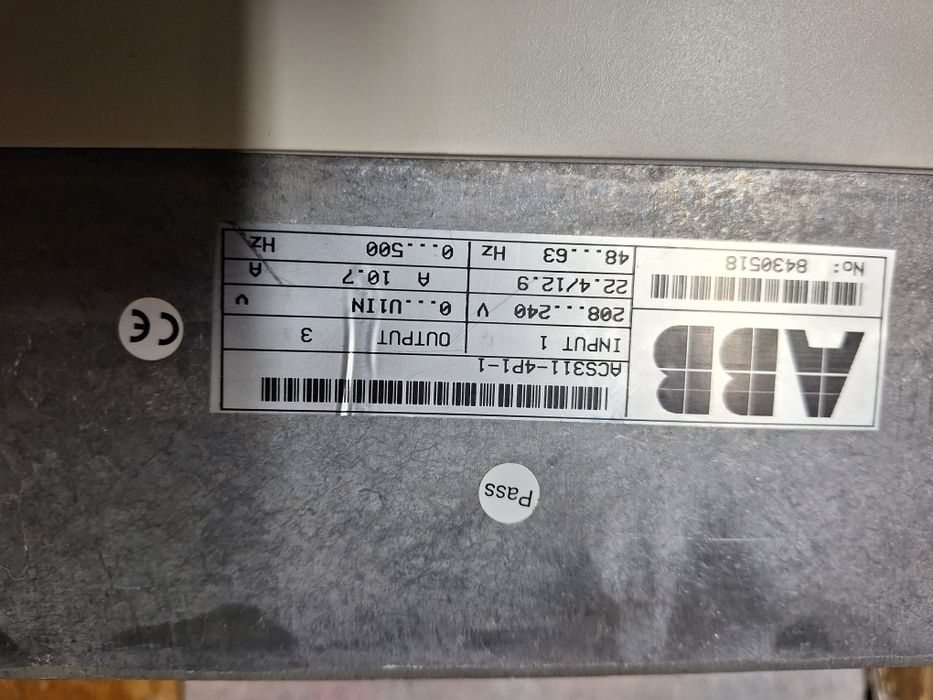 ABB
No: 8430518
ACS311-4P1-1
INPUT 1 OUTPUT 3
208...240 V 0...U1IN V
22.4/12.9 A 10.7 A
48...63 Hz 0...500 Hz
Pass
CE